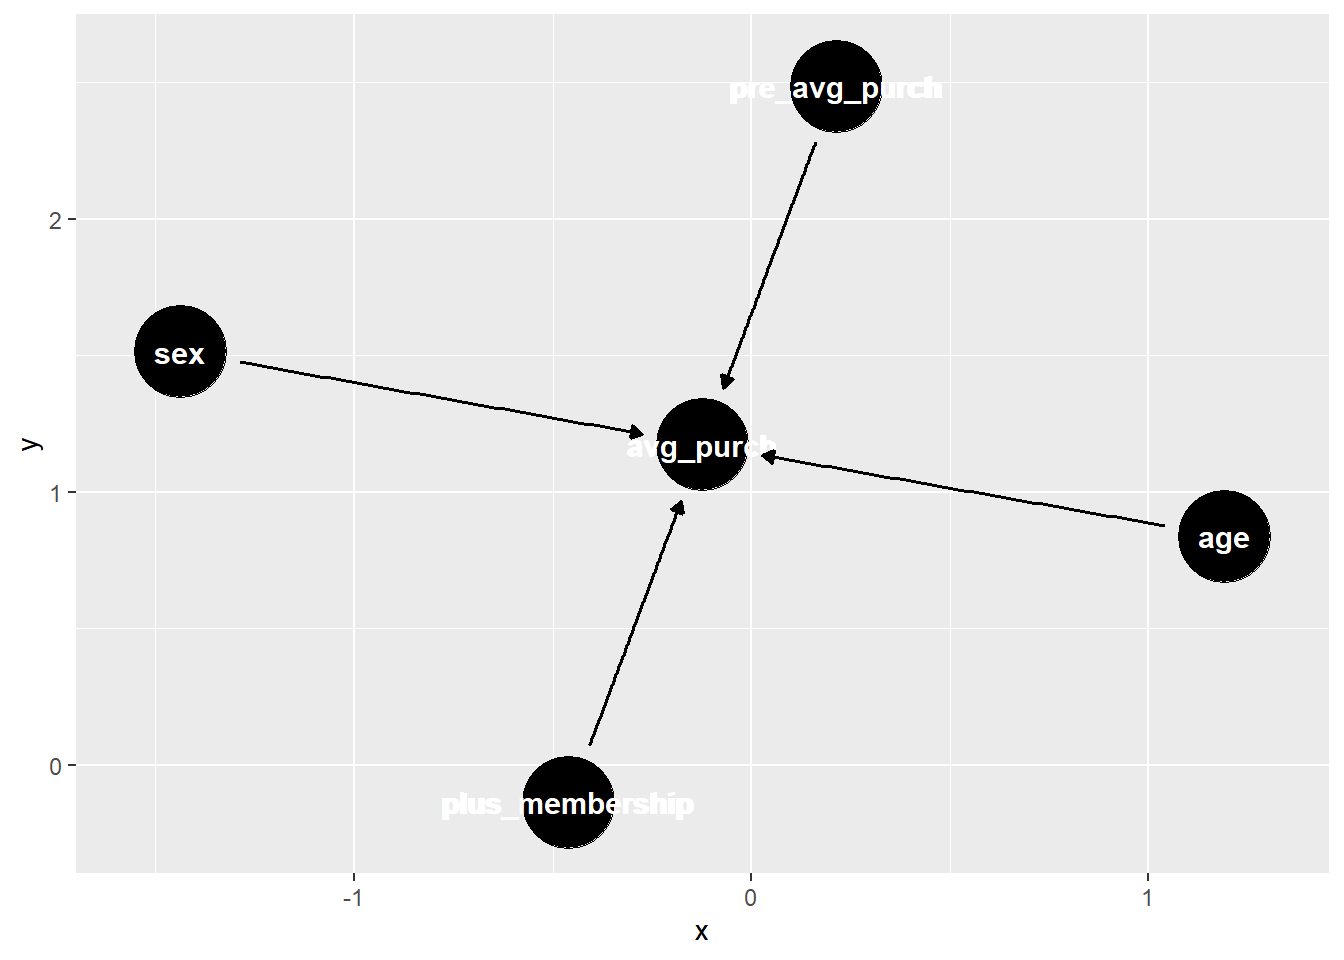 pre_avg_purch
2
sex
y
avg_purch
1
age
0
plus_membership
-1
0
1
x